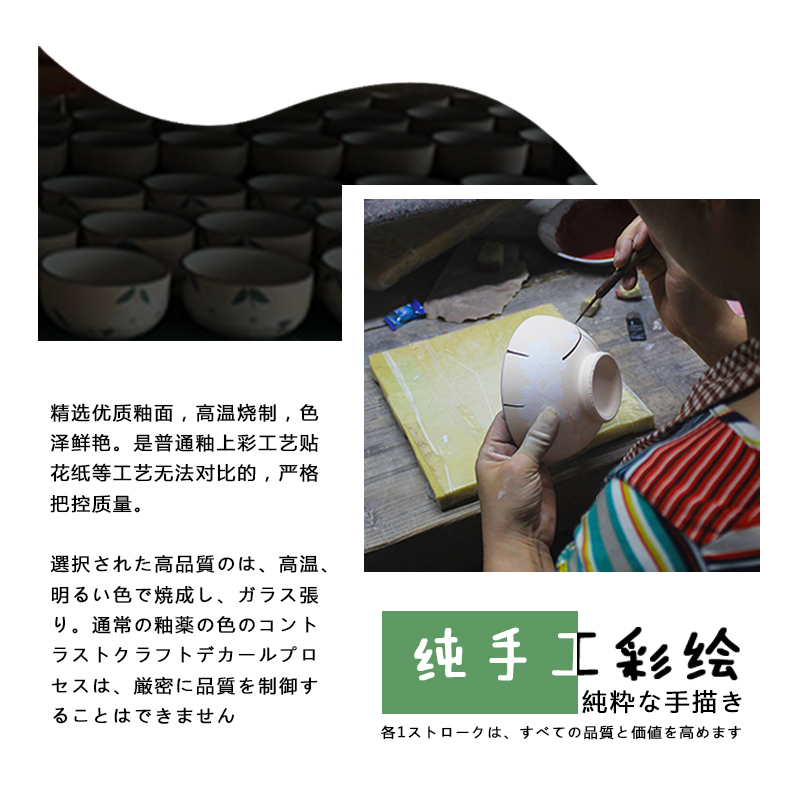 精选优质釉面，高温烧制，色
泽鲜艳。是普通釉上彩工艺贴
花纸等工艺无法对比的，严格
把控质量。
選択された高品質のは、高温、
明るい色で焼成し、ガラス張
り。通常の釉薬の色のコント
ラストクラフトデカールプロ
セスは、厳密に品質を制御す
ることはできません
纯手工彩绘
純粋な手描き
各1ストロークは、すべての品質と価値を高めます